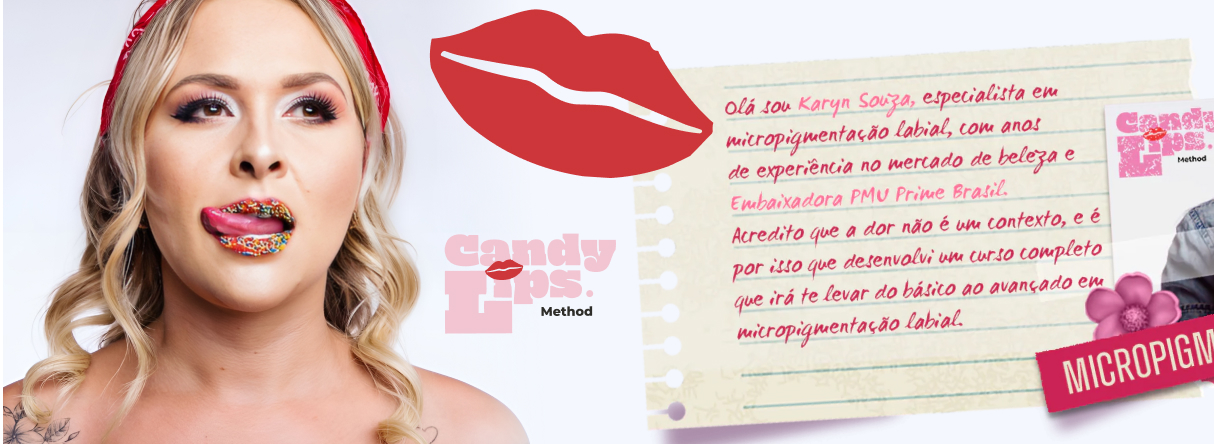 Candy
Lips.
Method
Olá sou Karyn Souza, especialista em
micropigmentação labial, com anos
de experiência no mercado de beleza e
Embaixadora PMU Prime Brasil.
Acredito que a dor não é um contexto, e é
por isso que desenvolvi um curso completo
que irá te levar do básico ao avançado em
micropigmentação labial.
Candy
Lips.
Method
MICROPIGM